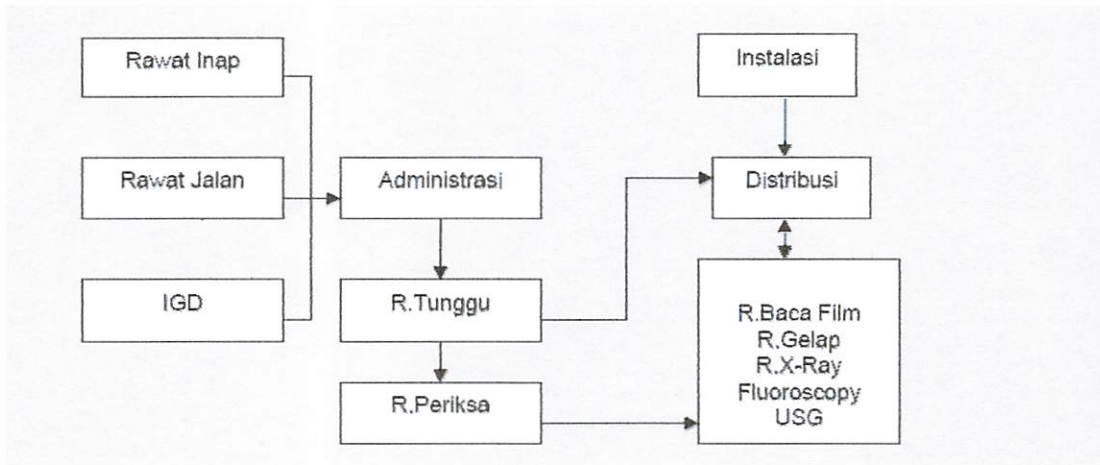 Rawat Inap
Instalasi
Rawat Jalan
Administrasi
Distribusi
IGD
R.Tunggu
R.Baca Film
R.Gelap
R.X-Ray
Fluoroscopy
USG
R.Periksa